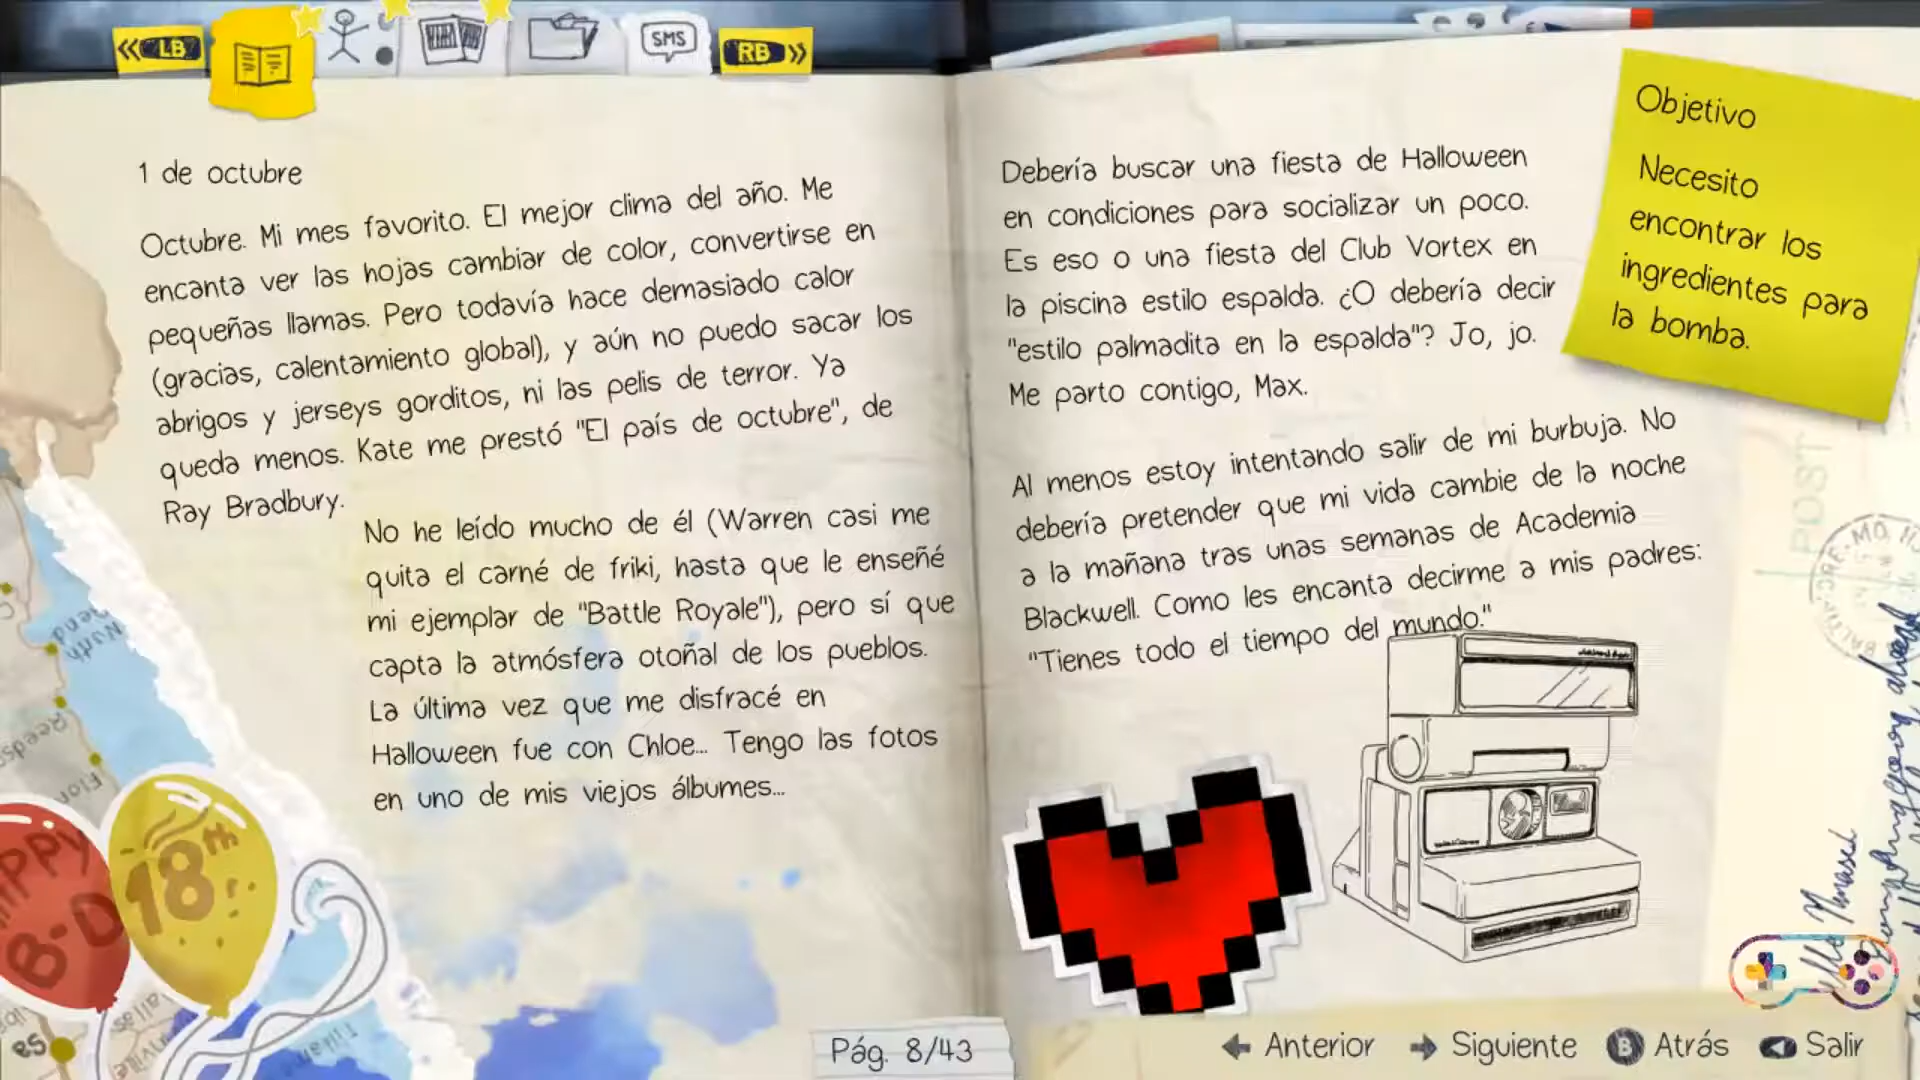 LB
SMS
RB
1 de octubre
Octubre. Mi mes favorito. El mejor clima del año. Me
encanta ver las hojas cambiar de color, convertirse en
pequeñas llamas. Pero todavía hace demasiado calor
(gracias, calentamiento global), y aún no puedo sacar los
abrigos y jerseys gorditos, ni las pelis de terror. Ya
queda menos. Kate me prestó "El país de octubre", de
Ray Bradbury.
No he leído mucho de él (Warren casi me
quita el carné de friki, hasta que le enseñé
mi ejemplar de "Battle Royale"), pero sí que
capta la atmósfera otoñal de los pueblos.
La última vez que me disfracé en
Halloween fue con Chloe... Tengo las fotos
en uno de mis viejos álbumes...
Debería buscar una fiesta de Halloween
en condiciones para socializar un poco.
Es eso o una fiesta del Club Vortex en
la piscina estilo espalda. ¿O debería decir
"estilo palmadita en la espalda"? Jo, jo.
Me parto contigo, Max.
Al menos estoy intentando salir de mi burbuja. No
debería pretender que mi vida cambie de la noche
a la mañana tras unas semanas de Academia
Blackwell. Como les encanta decirme a mis padres:
"Tienes todo el tiempo del mundo."
Objetivo
Necesito
encontrar los
ingredientes para
la bomba.
POST
North
Bend
18th
B-D
Pág. 8/43
Anterior
Siguiente
B Atrás
Salir